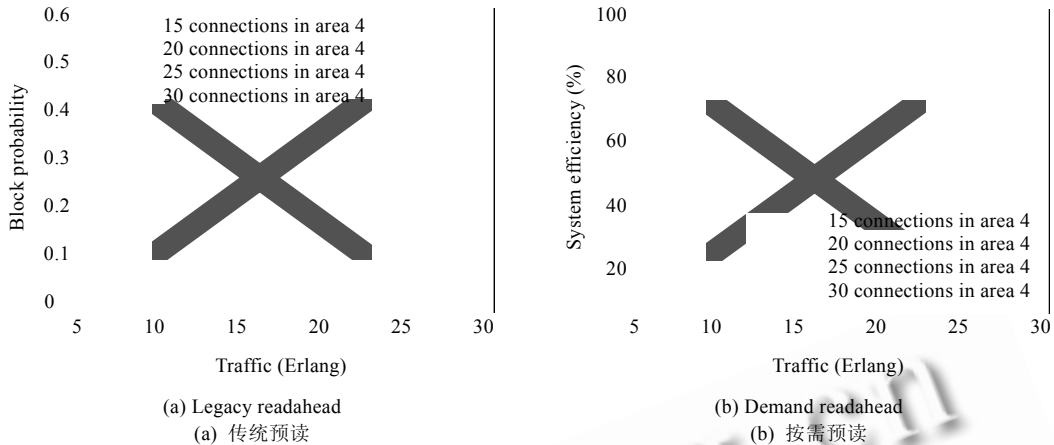 0.6
0.5
0.4
0.3
0.2
0.1
0
Block probability
15 connections in area 4
20 connections in area 4
25 connections in area 4
30 connections in area 4
5 10 15 20 25 30
Traffic (Erlang)
(a) Legacy readahead
(a) 传统预读
100
80
60
40
20
System efficiency (%)
15 connections in area 4
20 connections in area 4
25 connections in area 4
30 connections in area 4
5 10 15 20 25 30
Traffic (Erlang)
(b) Demand readahead
(b) 按需预读